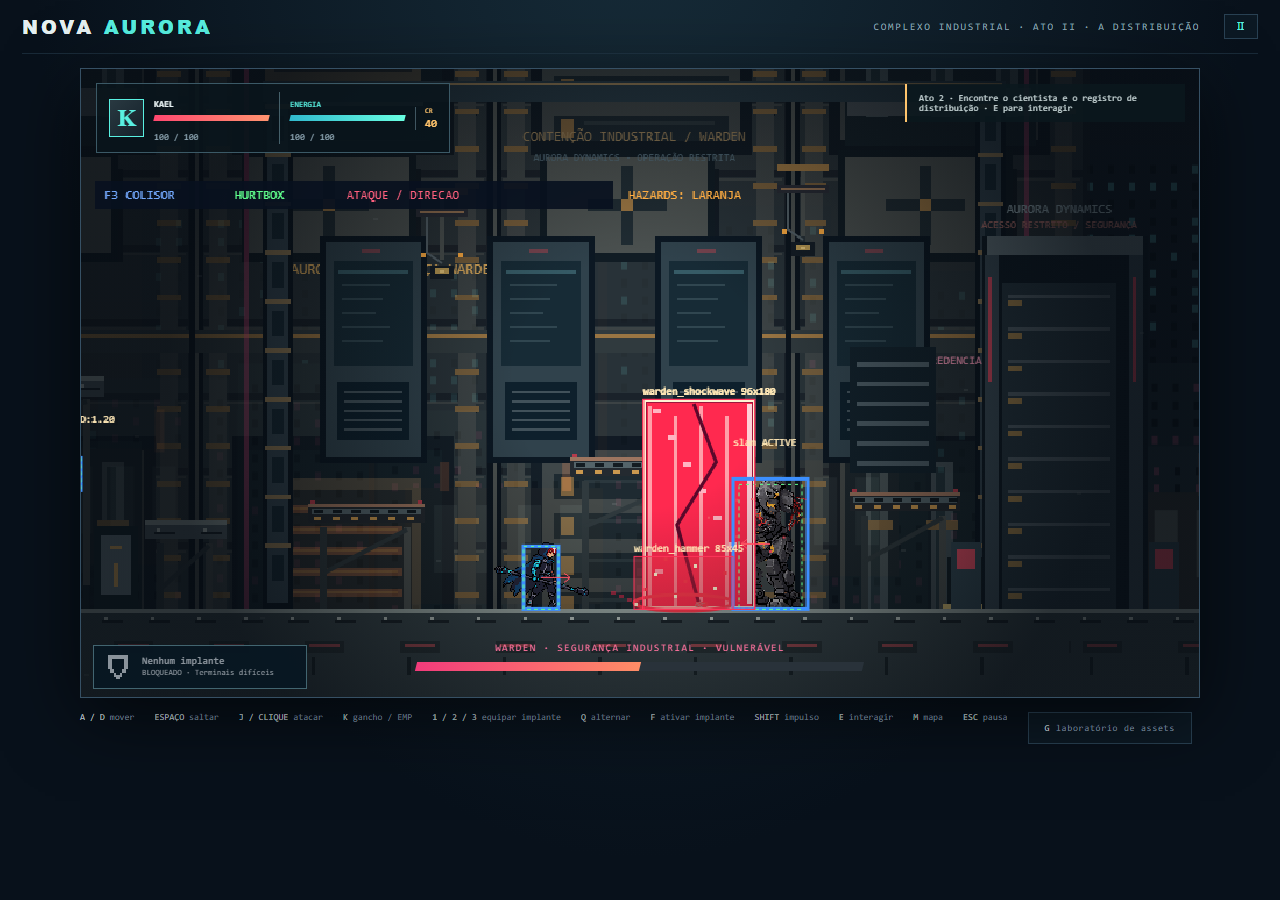 NOVA AURORA
COMPLEXO INDUSTRIAL · ATO II · A DISTRIBUIÇÃO
II
K
KAEL
100 / 100
ENERGIA
100 / 100
CR
40
Ato 2 · Encontre o cientista e o registro de
distribuição · E para interagir
CONTENÇÃO INDUSTRIAL / WARDEN
AURORA DYNAMICS · OPERAÇÃO RESTRITA
F3 COLISOR
HURTBOX
ATAQUE / DIRECAO
HAZARDS: LARANJA
AURORA DYNAMICS
ACESSO RESTRITO / SEGURANÇA
warden_shockwave 96x180
D:1.20
slam ACTIVE
warden_hammer 85x45
WARDEN · SEGURANÇA INDUSTRIAL · VULNERÁVEL
Nenhum implante
BLOQUEADO · Terminais difíceis
A / D mover
ESPAÇO saltar
J / CLIQUE atacar
K gancho / EMP
1 / 2 / 3 equipar implante
Q alternar
F ativar implante
SHIFT impulso
E interagir
M mapa
ESC pausa
G laboratório de assets